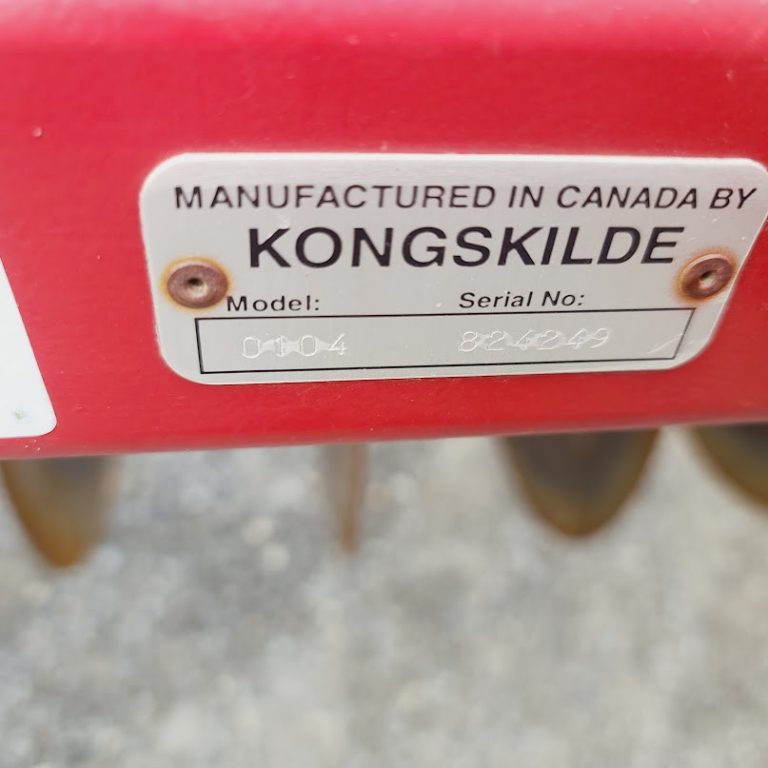 MANUFACTURED IN CANADA BY
KONGSKILDE
Model: Serial No:
0104 824249